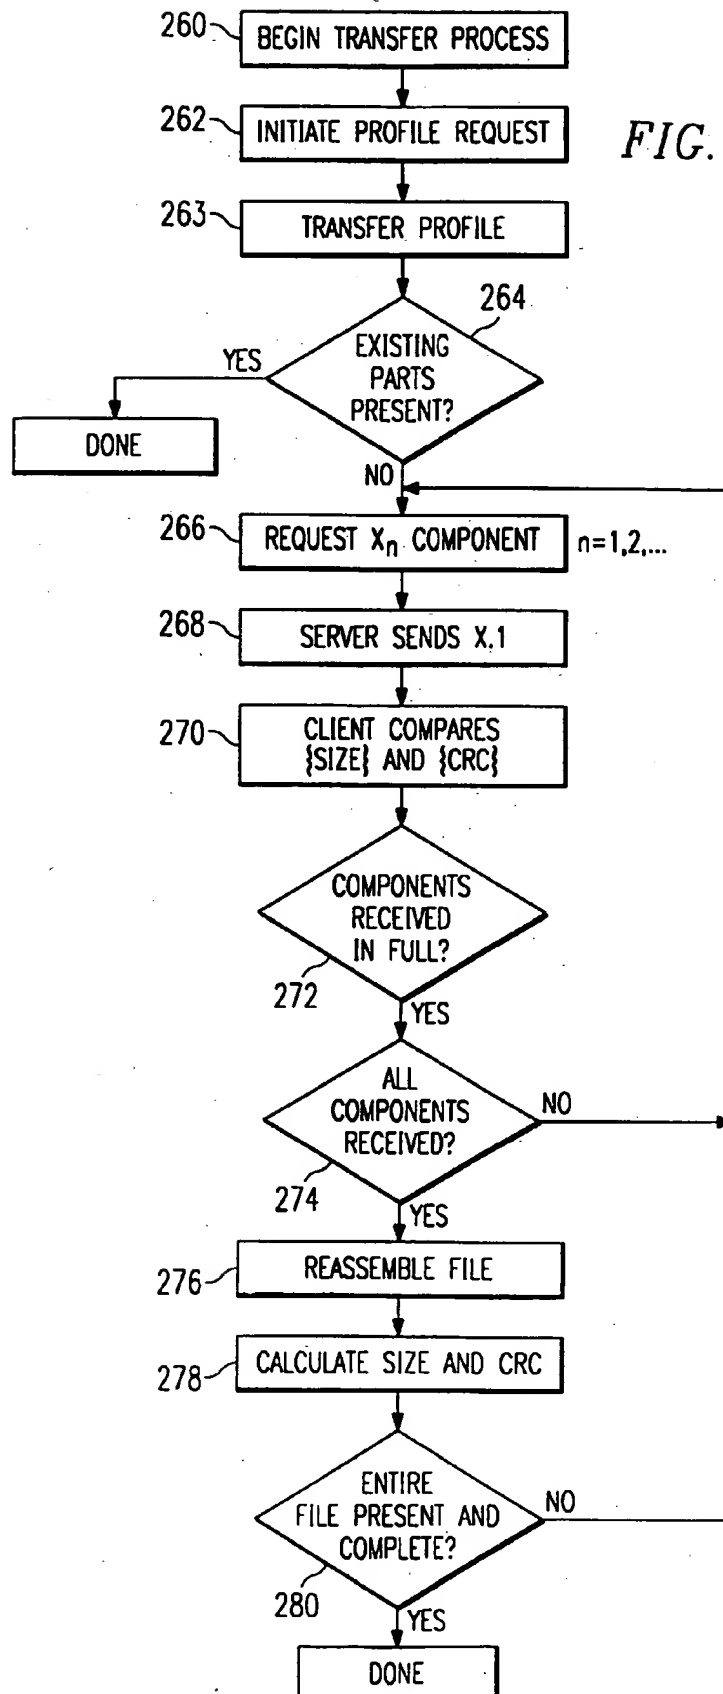 260
BEGIN TRANSFER PROCESS
262
INITIATE PROFILE REQUEST
FIG.
263
TRANSFER PROFILE
264
EXISTING
PARTS
PRESENT?
YES
DONE
NO
266
REQUEST Xn COMPONENT
n=1,2,...
268
SERVER SENDS X.1
270
CLIENT COMPARES
{SIZE} AND {CRC}
COMPONENTS
RECEIVED
IN FULL?
272
YES
ALL
COMPONENTS
RECEIVED?
NO
274
YES
276
REASSEMBLE FILE
278
CALCULATE SIZE AND CRC
ENTIRE
FILE PRESENT AND
COMPLETE?
NO
280
YES
DONE